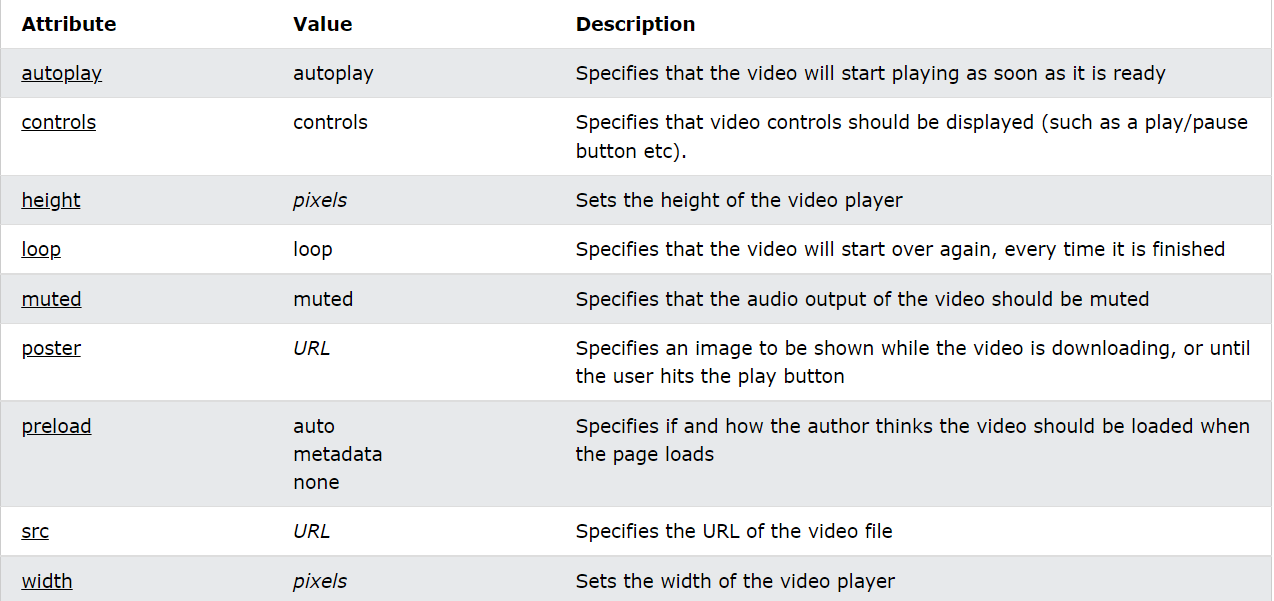 Attribute Value Description
autoplay autoplay Specifies that the video will start playing as soon as it is ready
controls controls Specifies that video controls should be displayed (such as a play/pause
button etc).
height pixels Sets the height of the video player
loop loop Specifies that the video will start over again, every time it is finished
muted muted Specifies that the audio output of the video should be muted
poster URL Specifies an image to be shown while the video is downloading, or until
the user hits the play button
preload auto Specifies if and how the author thinks the video should be loaded when
metadata the page loads
none
src URL Specifies the URL of the video file
width pixels Sets the width of the video player